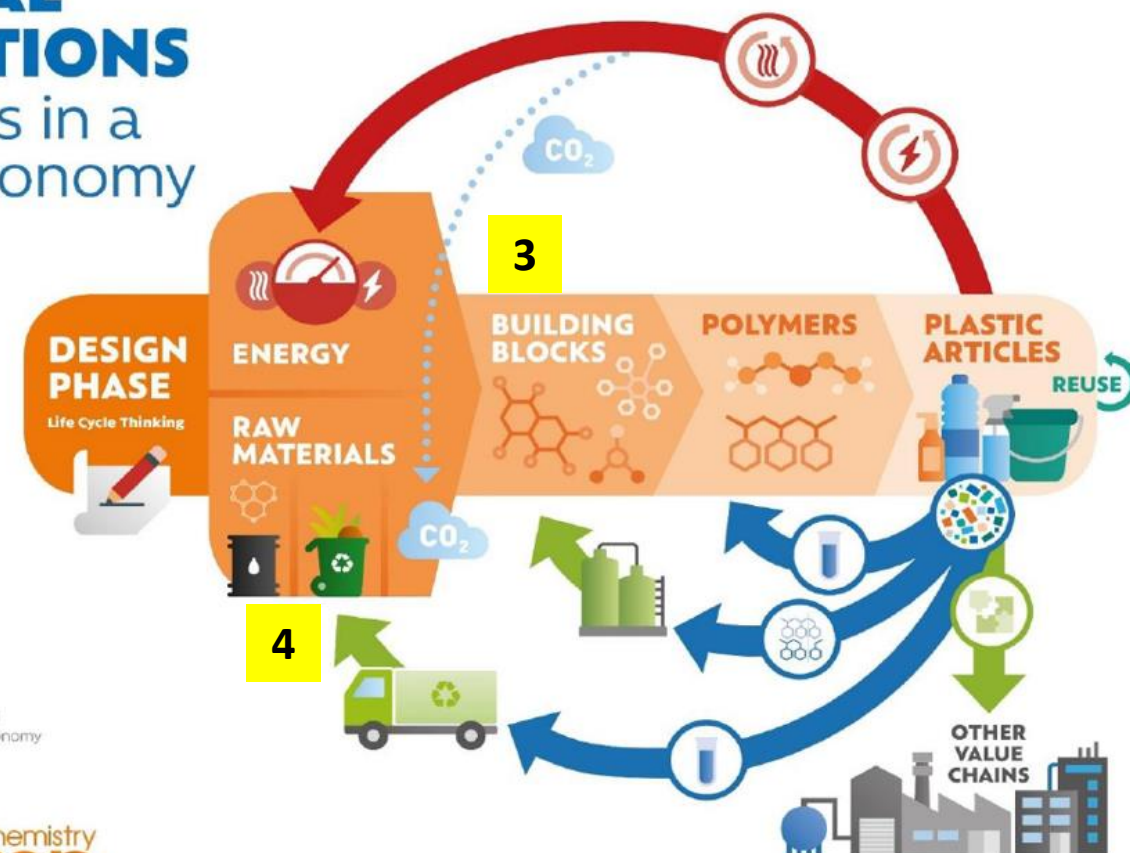 TIONS
s in a
onomy
CO₂
3
DESIGN
PHASE
Life Cycle Thinking
ENERGY
RAW
MATERIALS
CO₂
BUILDING
BLOCKS
POLYMERS
PLASTIC
ARTICLES
REUSE
4
OTHER
VALUE
CHAINS
nomy
hemistry